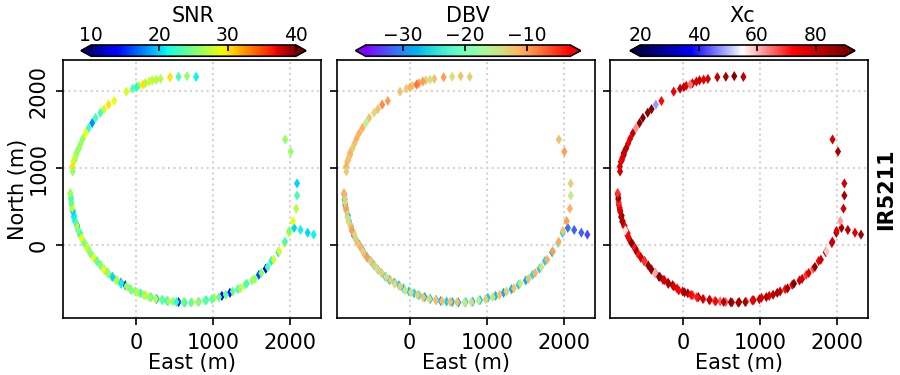 SNR DBV Xc
10 20 30 40 −30 −20 −10 20 40 60 80
2000
1000
0
North (m)
IR5211
0 1000 2000 0 1000 2000 0 1000 2000
East (m) East (m) East (m)